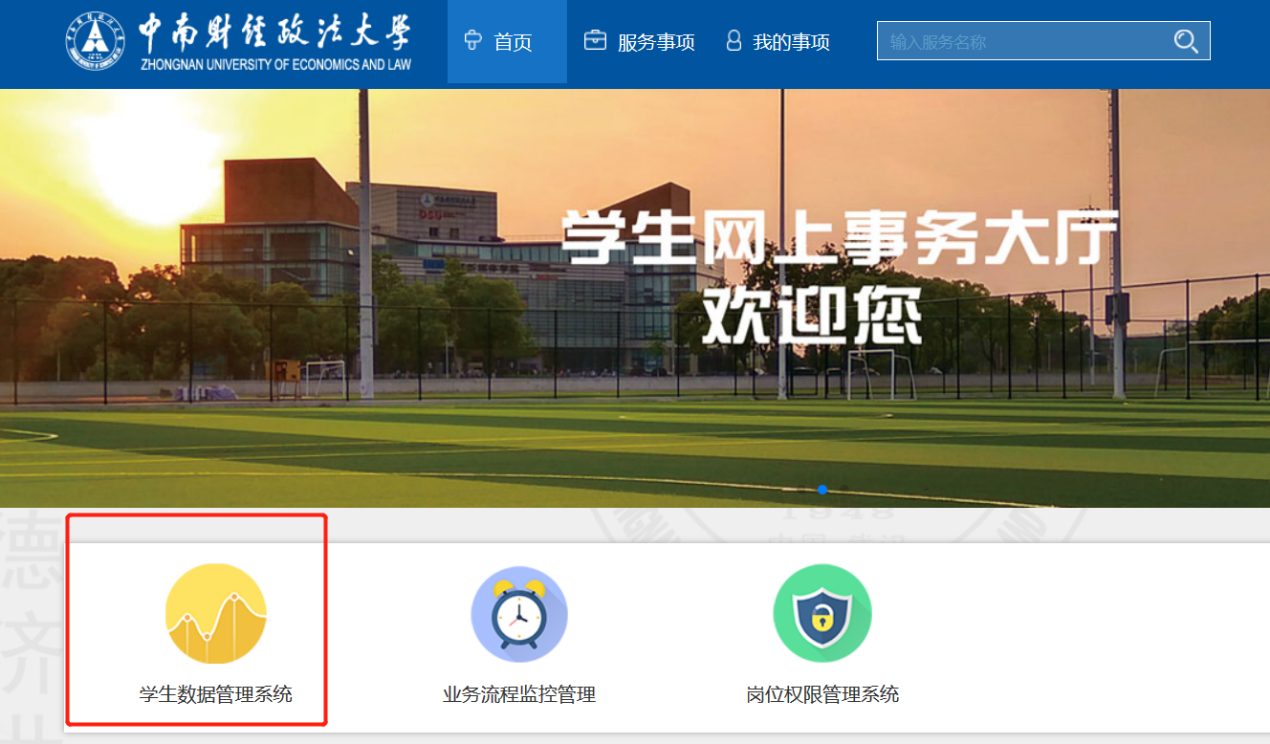 中南财经政法大学
ZHONGNAN UNIVERSITY OF ECONOMICS AND LAW
首页
服务事项
我的事项
输入服务名称
学生网上事务大厅
欢迎您
1948
德
济
学生数据管理系统
业务流程监控管理
岗位权限管理系统